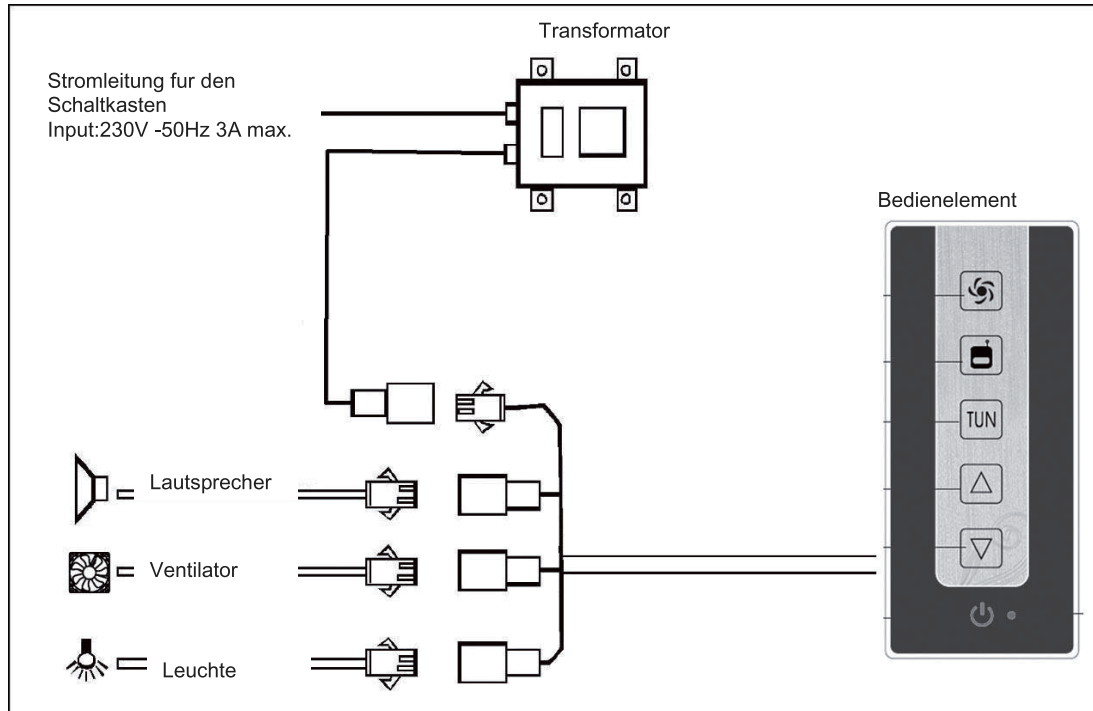 Transformator
Stromleitung fur den
Schaltkasten
Input:230V -50Hz 3A max.
Bedienelement
TUN
Lautsprecher
Ventilator
Leuchte